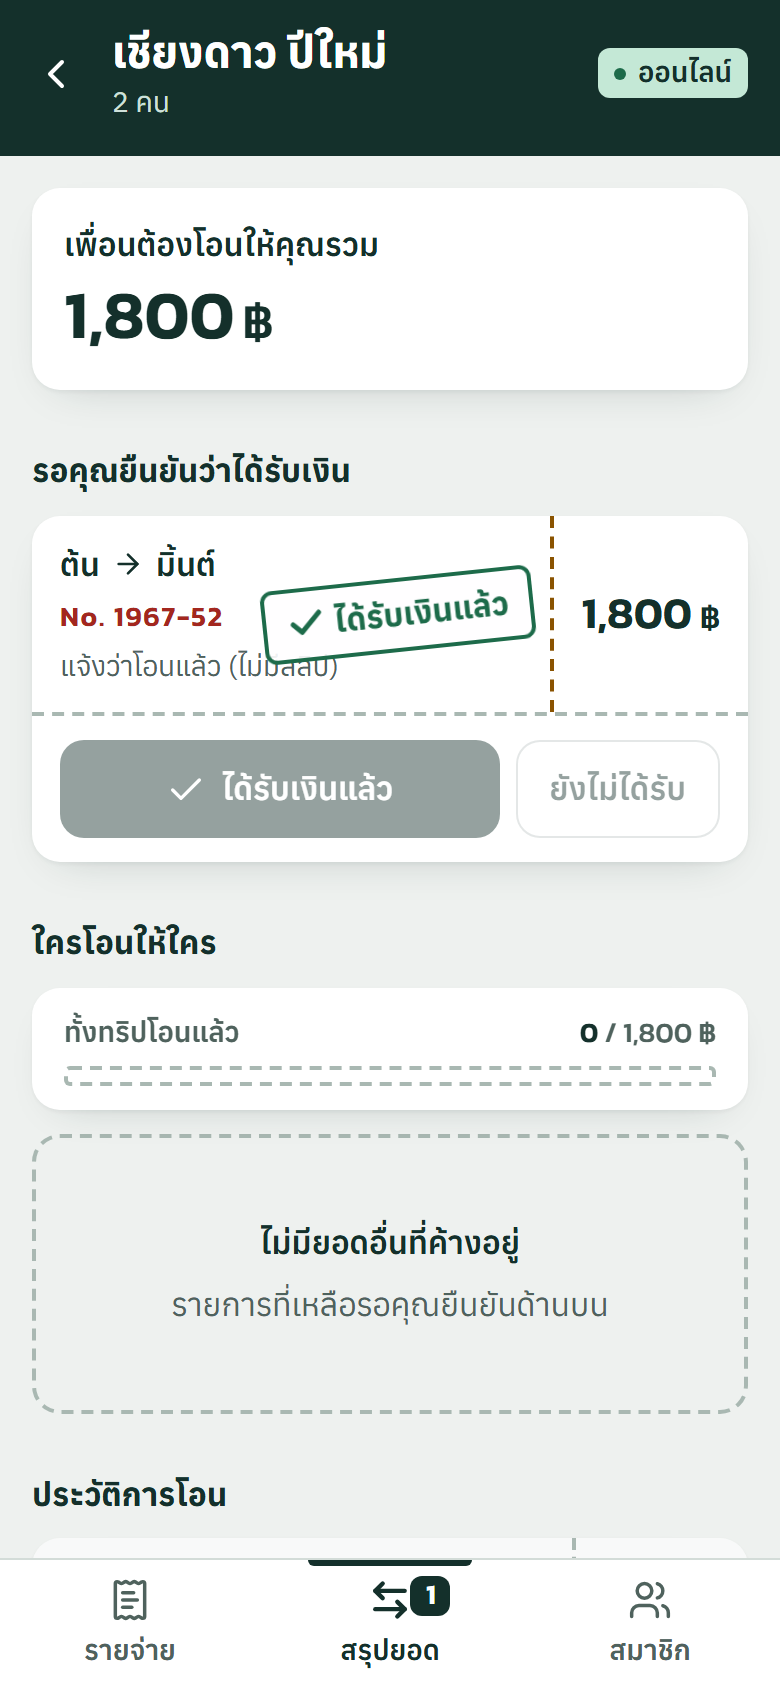 เชียงดาว ปีใหม่
2 คน
ออนไลน์
เพื่อนต้องโอนให้คุณรวม
1,800 ฿
รอคุณยืนยันว่าได้รับเงิน
ต้น → มิ้นต์
No. 1967-52
ได้รับเงินแล้ว
1,800 ฿
แจ้งว่าโอนแล้ว (ไม่มีสลิป)
ได้รับเงินแล้ว
ยังไม่ได้รับ
ใครโอนให้ใคร
ทั้งทริปโอนแล้ว
0 / 1,800 ฿
ไม่มียอดอื่นที่ค้างอยู่
รายการที่เหลือรอคุณยืนยันด้านบน
ประวัติการโอน
1
รายจ่าย
สรุปยอด
สมาชิก